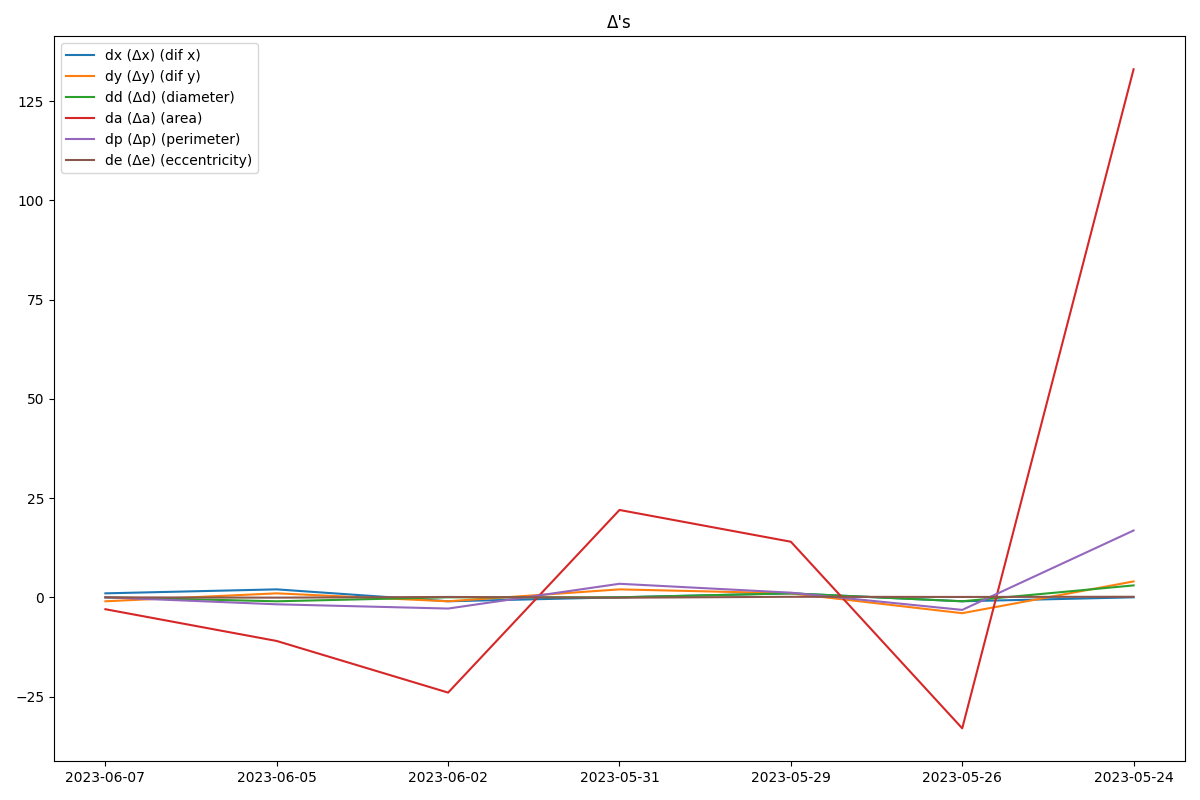 Δ's
dx (Δx) (dif x)
dy (Δy) (dif y)
dd (Δd) (diameter)
da (Δa) (area)
dp (Δp) (perimeter)
de (Δe) (eccentricity)
125
100
75
50
25
0
−25
2023-06-07 2023-06-05 2023-06-02 2023-05-31 2023-05-29 2023-05-26 2023-05-24